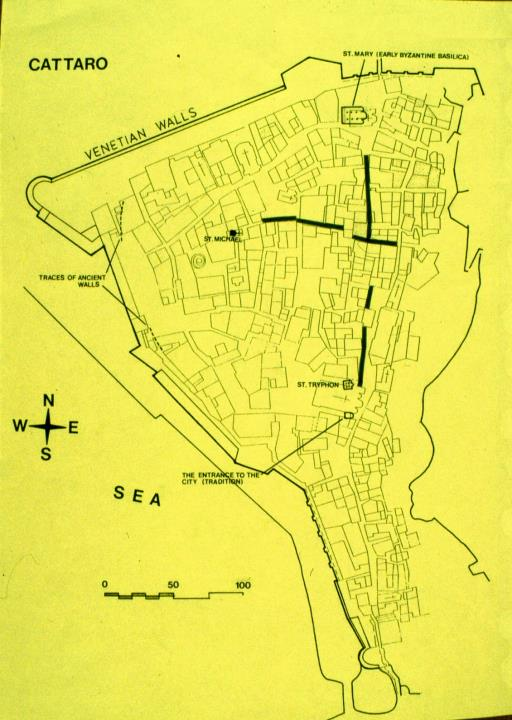 CATTARO
ST. MARY (EARLY BYZANTINE BASILICA)
VENETIAN WALLS
ST. MICHAEL
TRACES OF ANCIENT
WALLS
ST. TRYPHON
N
W E
S
THE ENTRANCE TO THE
CITY (TRADITION)
SEA
0 50 100